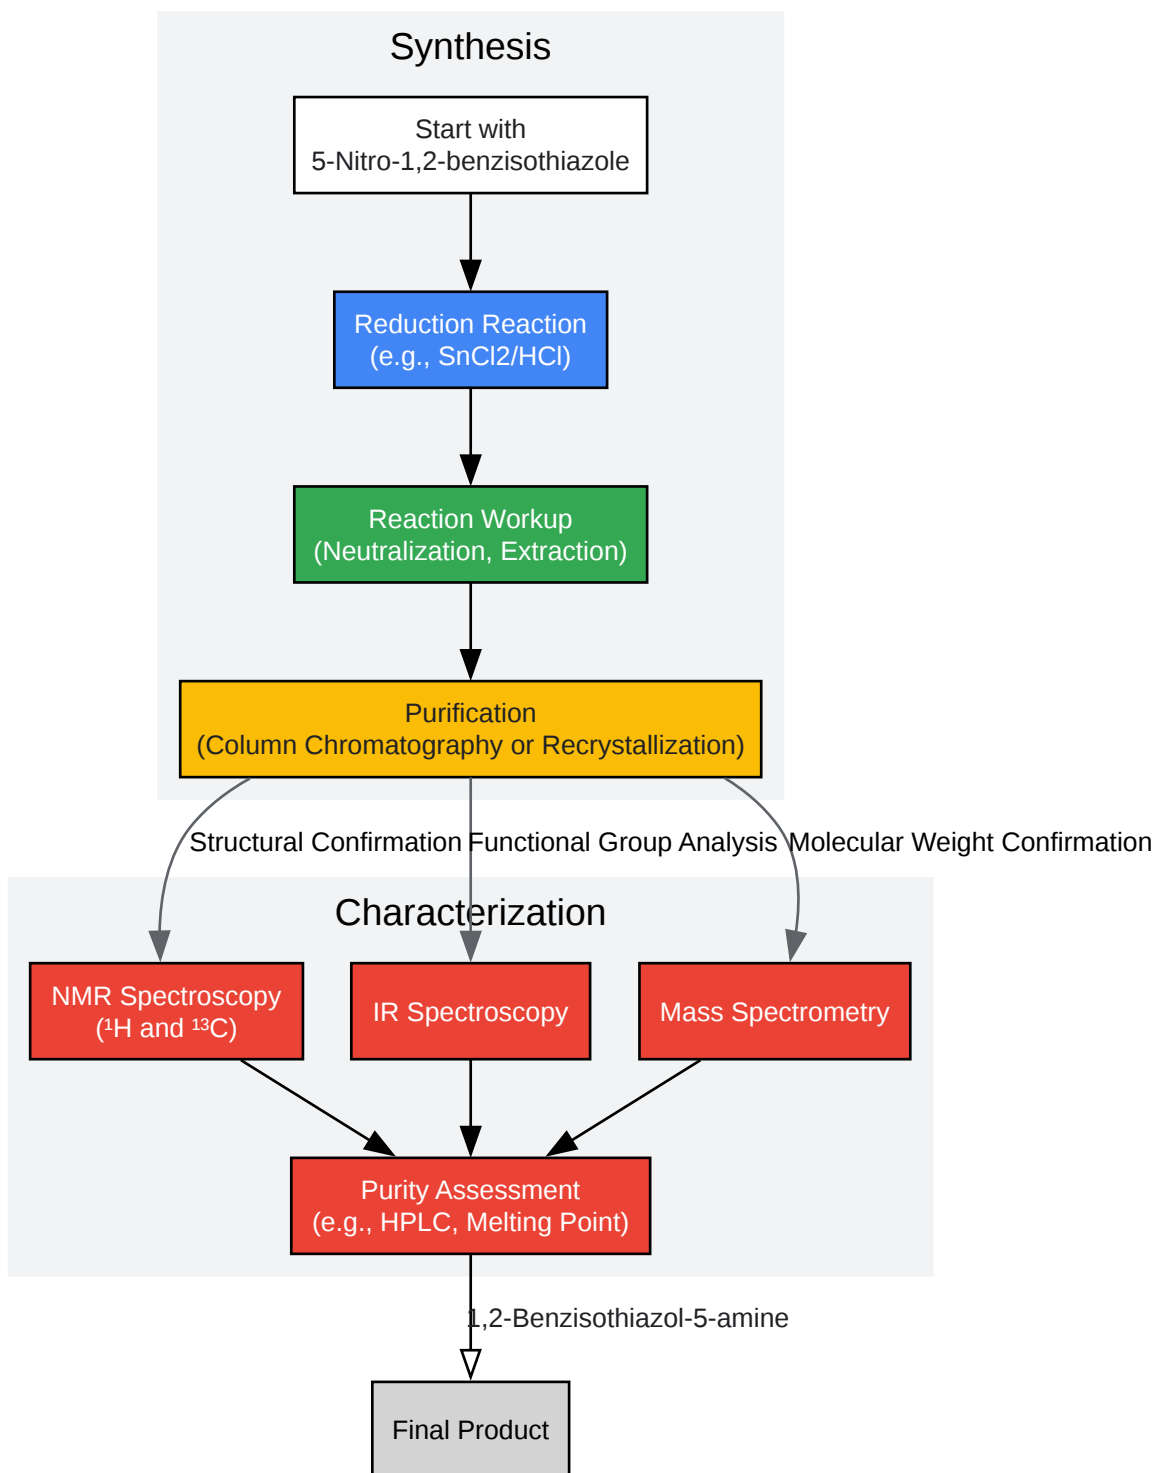 Synthesis
Start with
5-Nitro-1,2-benzisothiazole
Reduction Reaction
(e.g., SnCl2/HCl)
Reaction Workup
(Neutralization, Extraction)
Purification
(Column Chromatography or Recrystallization)
Structural Confirmation
Functional Group Analysis
Molecular Weight Confirmation
Characterization
NMR Spectroscopy
(¹H and ¹³C)
IR Spectroscopy
Mass Spectrometry
Purity Assessment
(e.g., HPLC, Melting Point)
1,2-Benzisothiazol-5-amine
Final Product